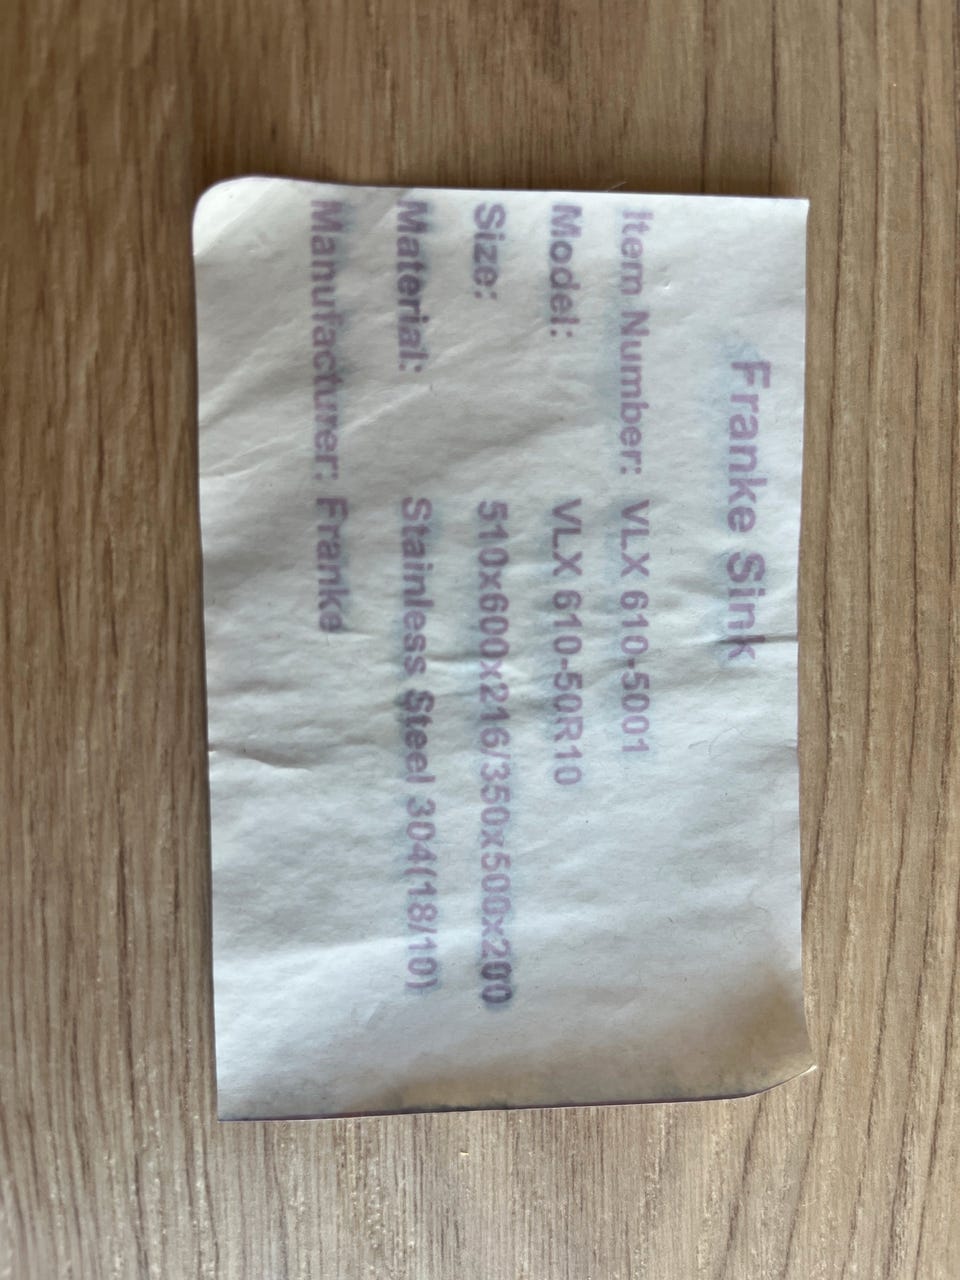 Franke Sink
Item Number: VLX 610-5001
Model: VLX 610-50R10
Size: 510x600x216/350x500x200
Material: Stainless Steel 304(18/10)
Manufacturer: Franke